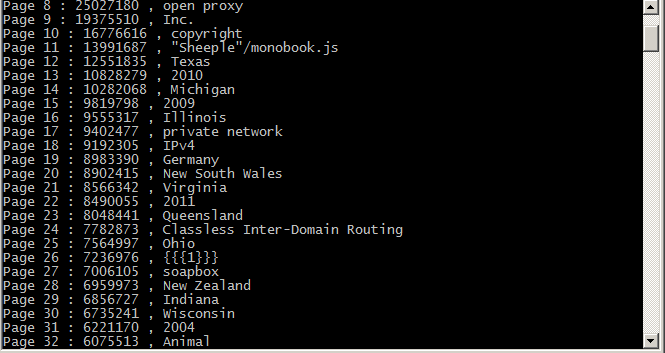 Page 8 : 25027180 , open proxy
Page 9 : 19375510 , Inc.
Page 10 : 16776616 , copyright
Page 11 : 13991687 , "Sheeple"/monobook.js
Page 12 : 12551835 , Texas
Page 13 : 10828279 , 2010
Page 14 : 10282068 , Michigan
Page 15 : 9819798 , 2009
Page 16 : 9555317 , Illinois
Page 17 : 9402477 , private network
Page 18 : 9192305 , IPv4
Page 19 : 8983390 , Germany
Page 20 : 8902415 , New South Wales
Page 21 : 8566342 , Virginia
Page 22 : 8490055 , 2011
Page 23 : 8048441 , Queensland
Page 24 : 7782873 , Classless Inter-Domain Routing
Page 25 : 7564997 , Ohio
Page 26 : 7236976 , {{{1}}}
Page 27 : 7006105 , soapbox
Page 28 : 6959973 , New Zealand
Page 29 : 6856727 , Indiana
Page 30 : 6735241 , Wisconsin
Page 31 : 6221170 , 2004
Page 32 : 6075513 , Animal